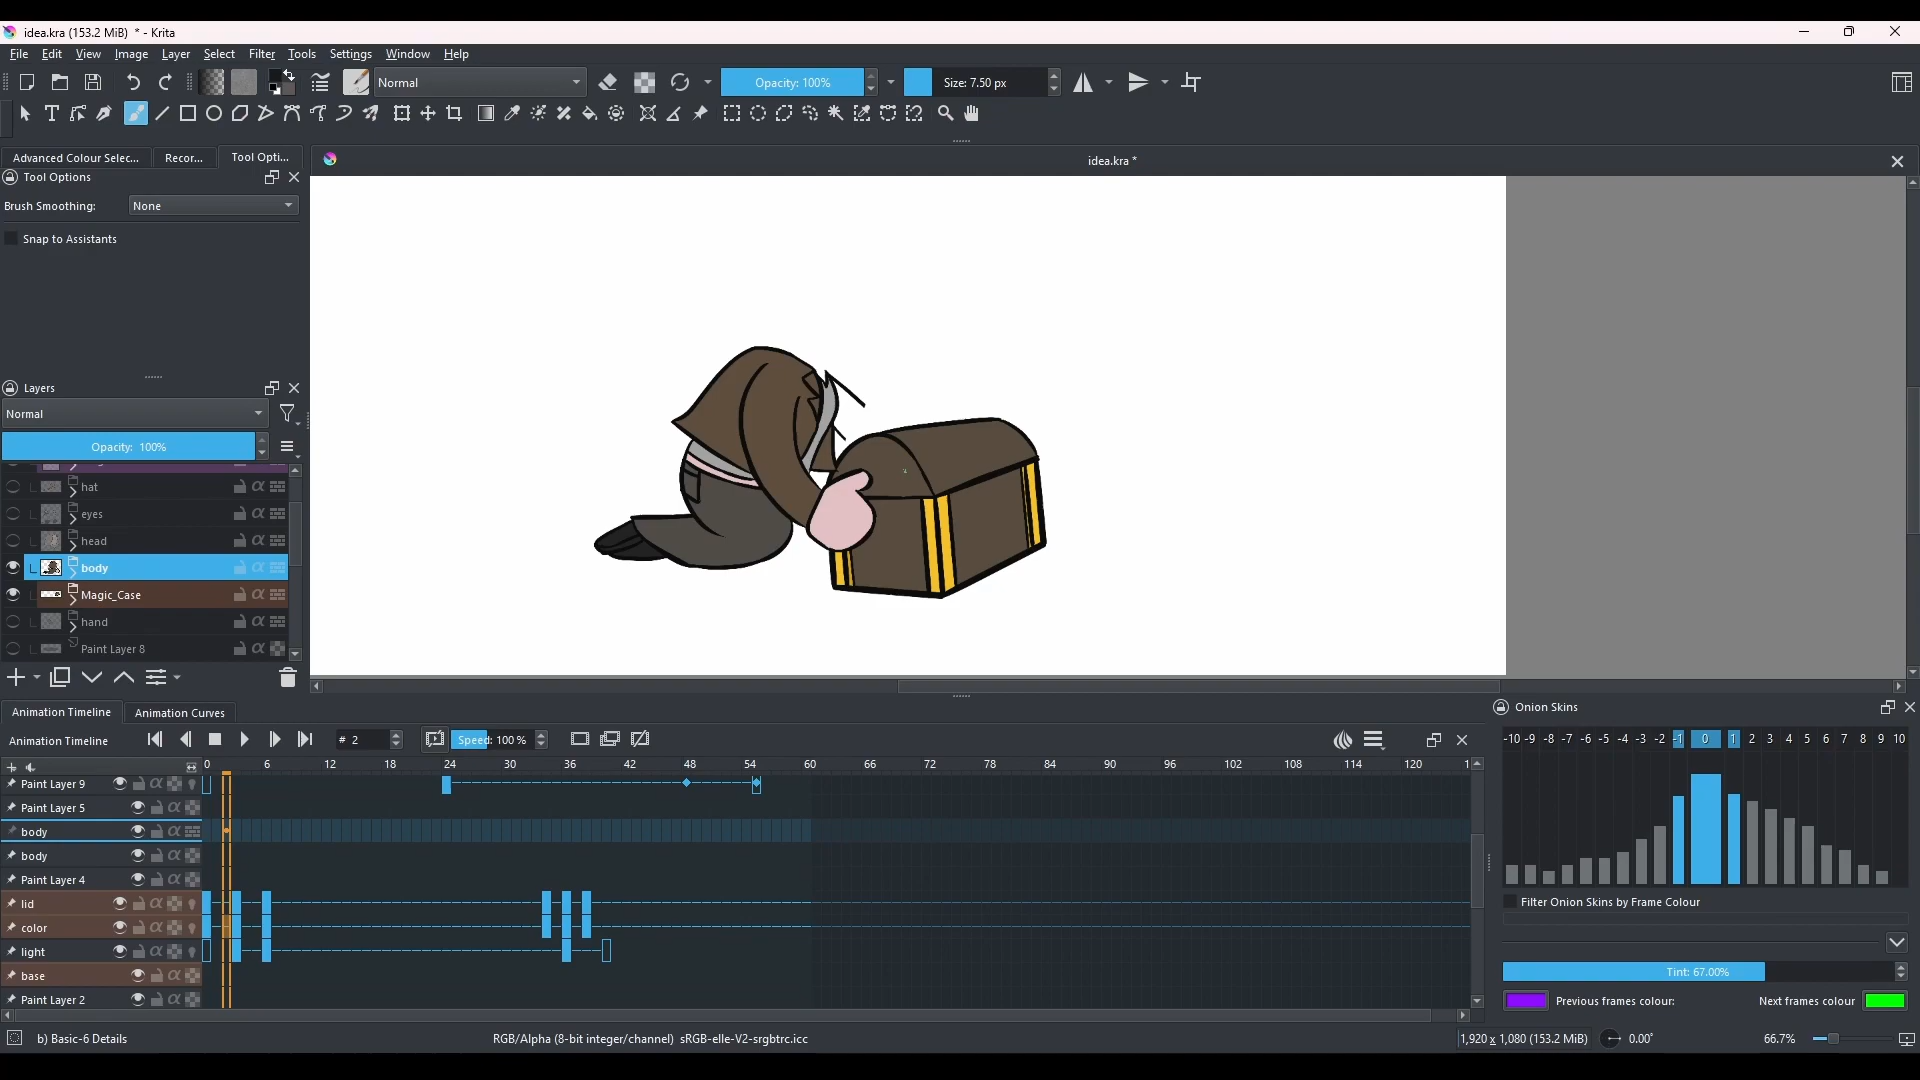 idea.kra (153.2 MiB) * - Krita
File Edit View Image Layer Select Filter Tools Settings Window Help
Normal Opacity: 100% Size: 7.50 px
Advanced Colour Selec... Recor... Tool Opti... idea.kra *
Tool Options
Brush Smoothing: None
Snap to Assistants
Layers
Normal
Opacity: 100%
hat
eyes
head
body
Magic_Case
hand
Paint Layer 8
Animation Timeline Animation Curves
Animation Timeline # 2 Speed: 100 %
0 6 12 18 24 30 36 42 48 54 60 66 72 78 84 90 96 102 108 114 120 1
Paint Layer 9
Paint Layer 5
body
body
Paint Layer 4
lid
color
light
base
Paint Layer 2
Onion Skins
-10 -9 -8 -7 -6 -5 -4 -3 -2 -1 0 1 2 3 4 5 6 7 8 9 10
Filter Onion Skins by Frame Colour
Tint: 67.00%
Previous frames colour: Next frames colour
b) Basic-6 Details RGB/Alpha (8-bit integer/channel) sRGB-elle-V2-srgbtrc.icc 1,920 x 1,080 (153.2 MiB) 0.00° 66.7%